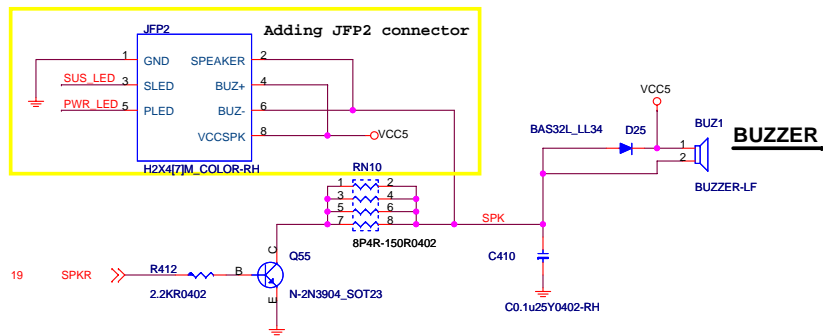 JFP2
Adding JFP2 connector
1 GND SPEAKER 2
SUS_LED 3 SLED BUZ+ 4
PWR_LED 5 PLED BUZ- 6
VCCSPK 8 VCC5
H2X4[7]M_COLOR-RH
VCC5
BAS32L_LL34 D25 BUZ1
1
2
BUZZER
BUZZER-LF
RN10
1 2
3 4
5 6
7 8
8P4R-150R0402
SPK
C410
C0.1u25Y0402-RH
19 SPKR R412 B C Q55
2.2KR0402 E N-2N3904_SOT23